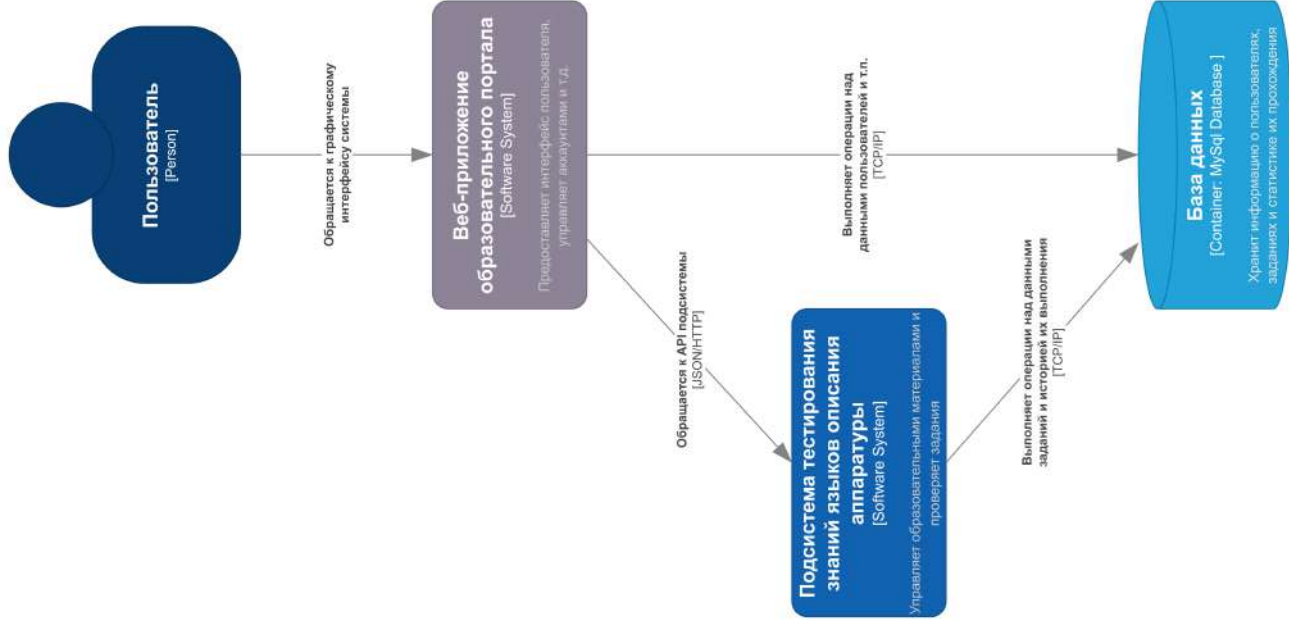 Пользователь
[Person]
Обращается к графическому
интерфейсу системы
Веб-приложение
образовательного портала
[Software System]
Предоставляет интерфейс пользователя,
управляет аккаунтами и т.д.
Обращается к API подсистемы
[JSON/HTTP]
Выполняет операции над
данными пользователей и т.п.
[TCP/IP]
Подсистема тестирования
знаний языков описания
аппаратуры
[Software System]
Управляет образовательными материалами и
проверяет задания
Выполняет операции над данными
заданий и историей их выполнения
[TCP/IP]
База данных
[Container: MySql Database ]
Хранит информацию о пользователях,
заданиях и статистике их прохождения